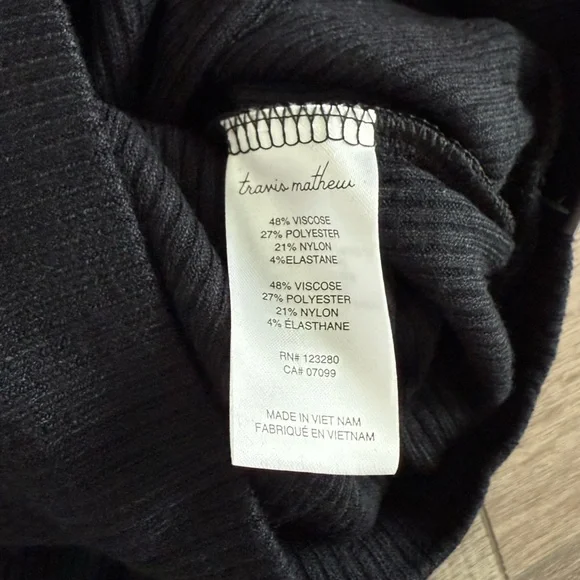 travis mathew
48% VISCOSE
27% POLYESTER
21% NYLON
4%ELASTANE
48% VISCOSE
27% POLYESTER
21% NYLON
4% ÉLASTHANE
RN# 123280
CA# 07099
MADE IN VIET NAM
FABRIQUÉ EN VIETNAM